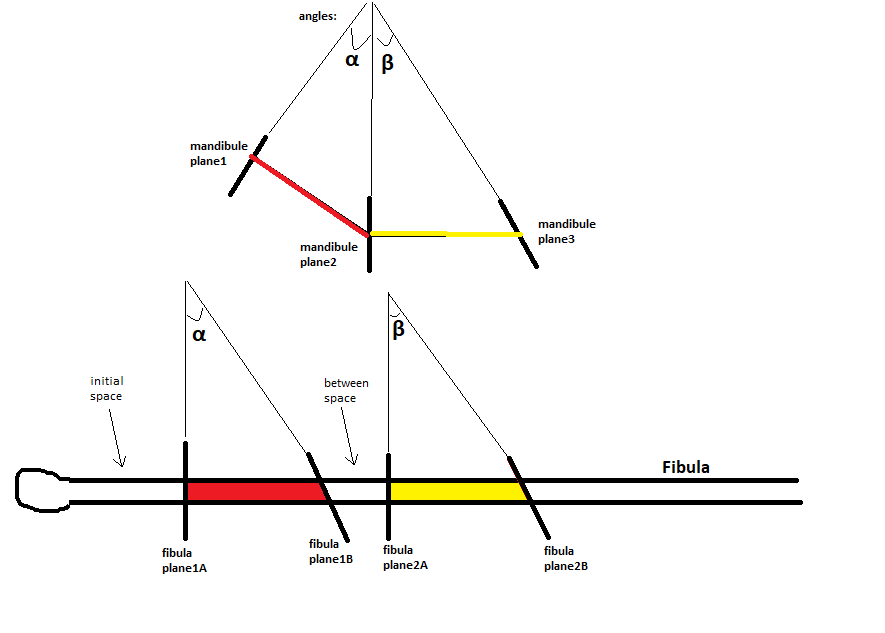 angles:
α
β
mandibule
plane1
mandibule
plane2
mandibule
plane3
α
β
initial
space
between
space
Fibula
fibula
plane1A
fibula
plane1B
fibula
plane2A
fibula
plane2B